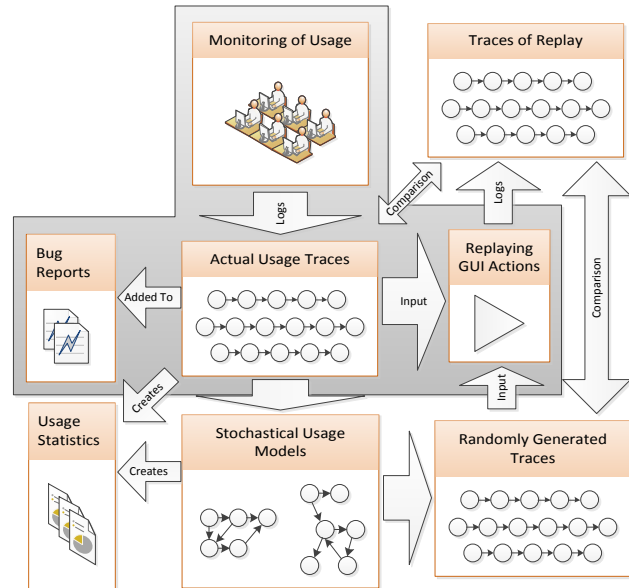 Monitoring of Usage
Traces of Replay
Logs
Comparison
Logs
Bug
Reports
Added To
Actual Usage Traces
Input
Replaying
GUI Actions
Comparison
Creates
Input
Usage
Statistics
Creates
Stochastical Usage
Models
Randomly Generated
Traces